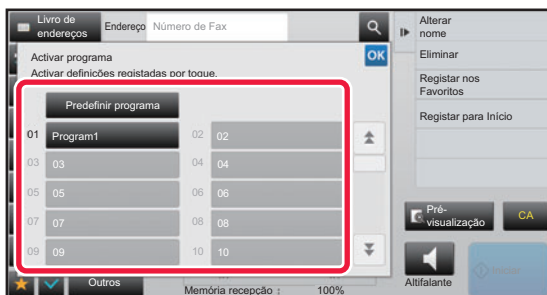 Livro de
endereços
Endereço
Número de Fax
Alterar
nome
Activar programa
OK
Activar definições registadas por toque.
Eliminar
Registar nos
Favoritos
Predefinir programa
Registar para Início
01 Program1
02 02
03 03
04 04
05 05
06 06
07 07
08 08
Pré-
visualização
CA
09 09
10 10
Outros
Memória recepção : 100%
Altifalante
Iniciar